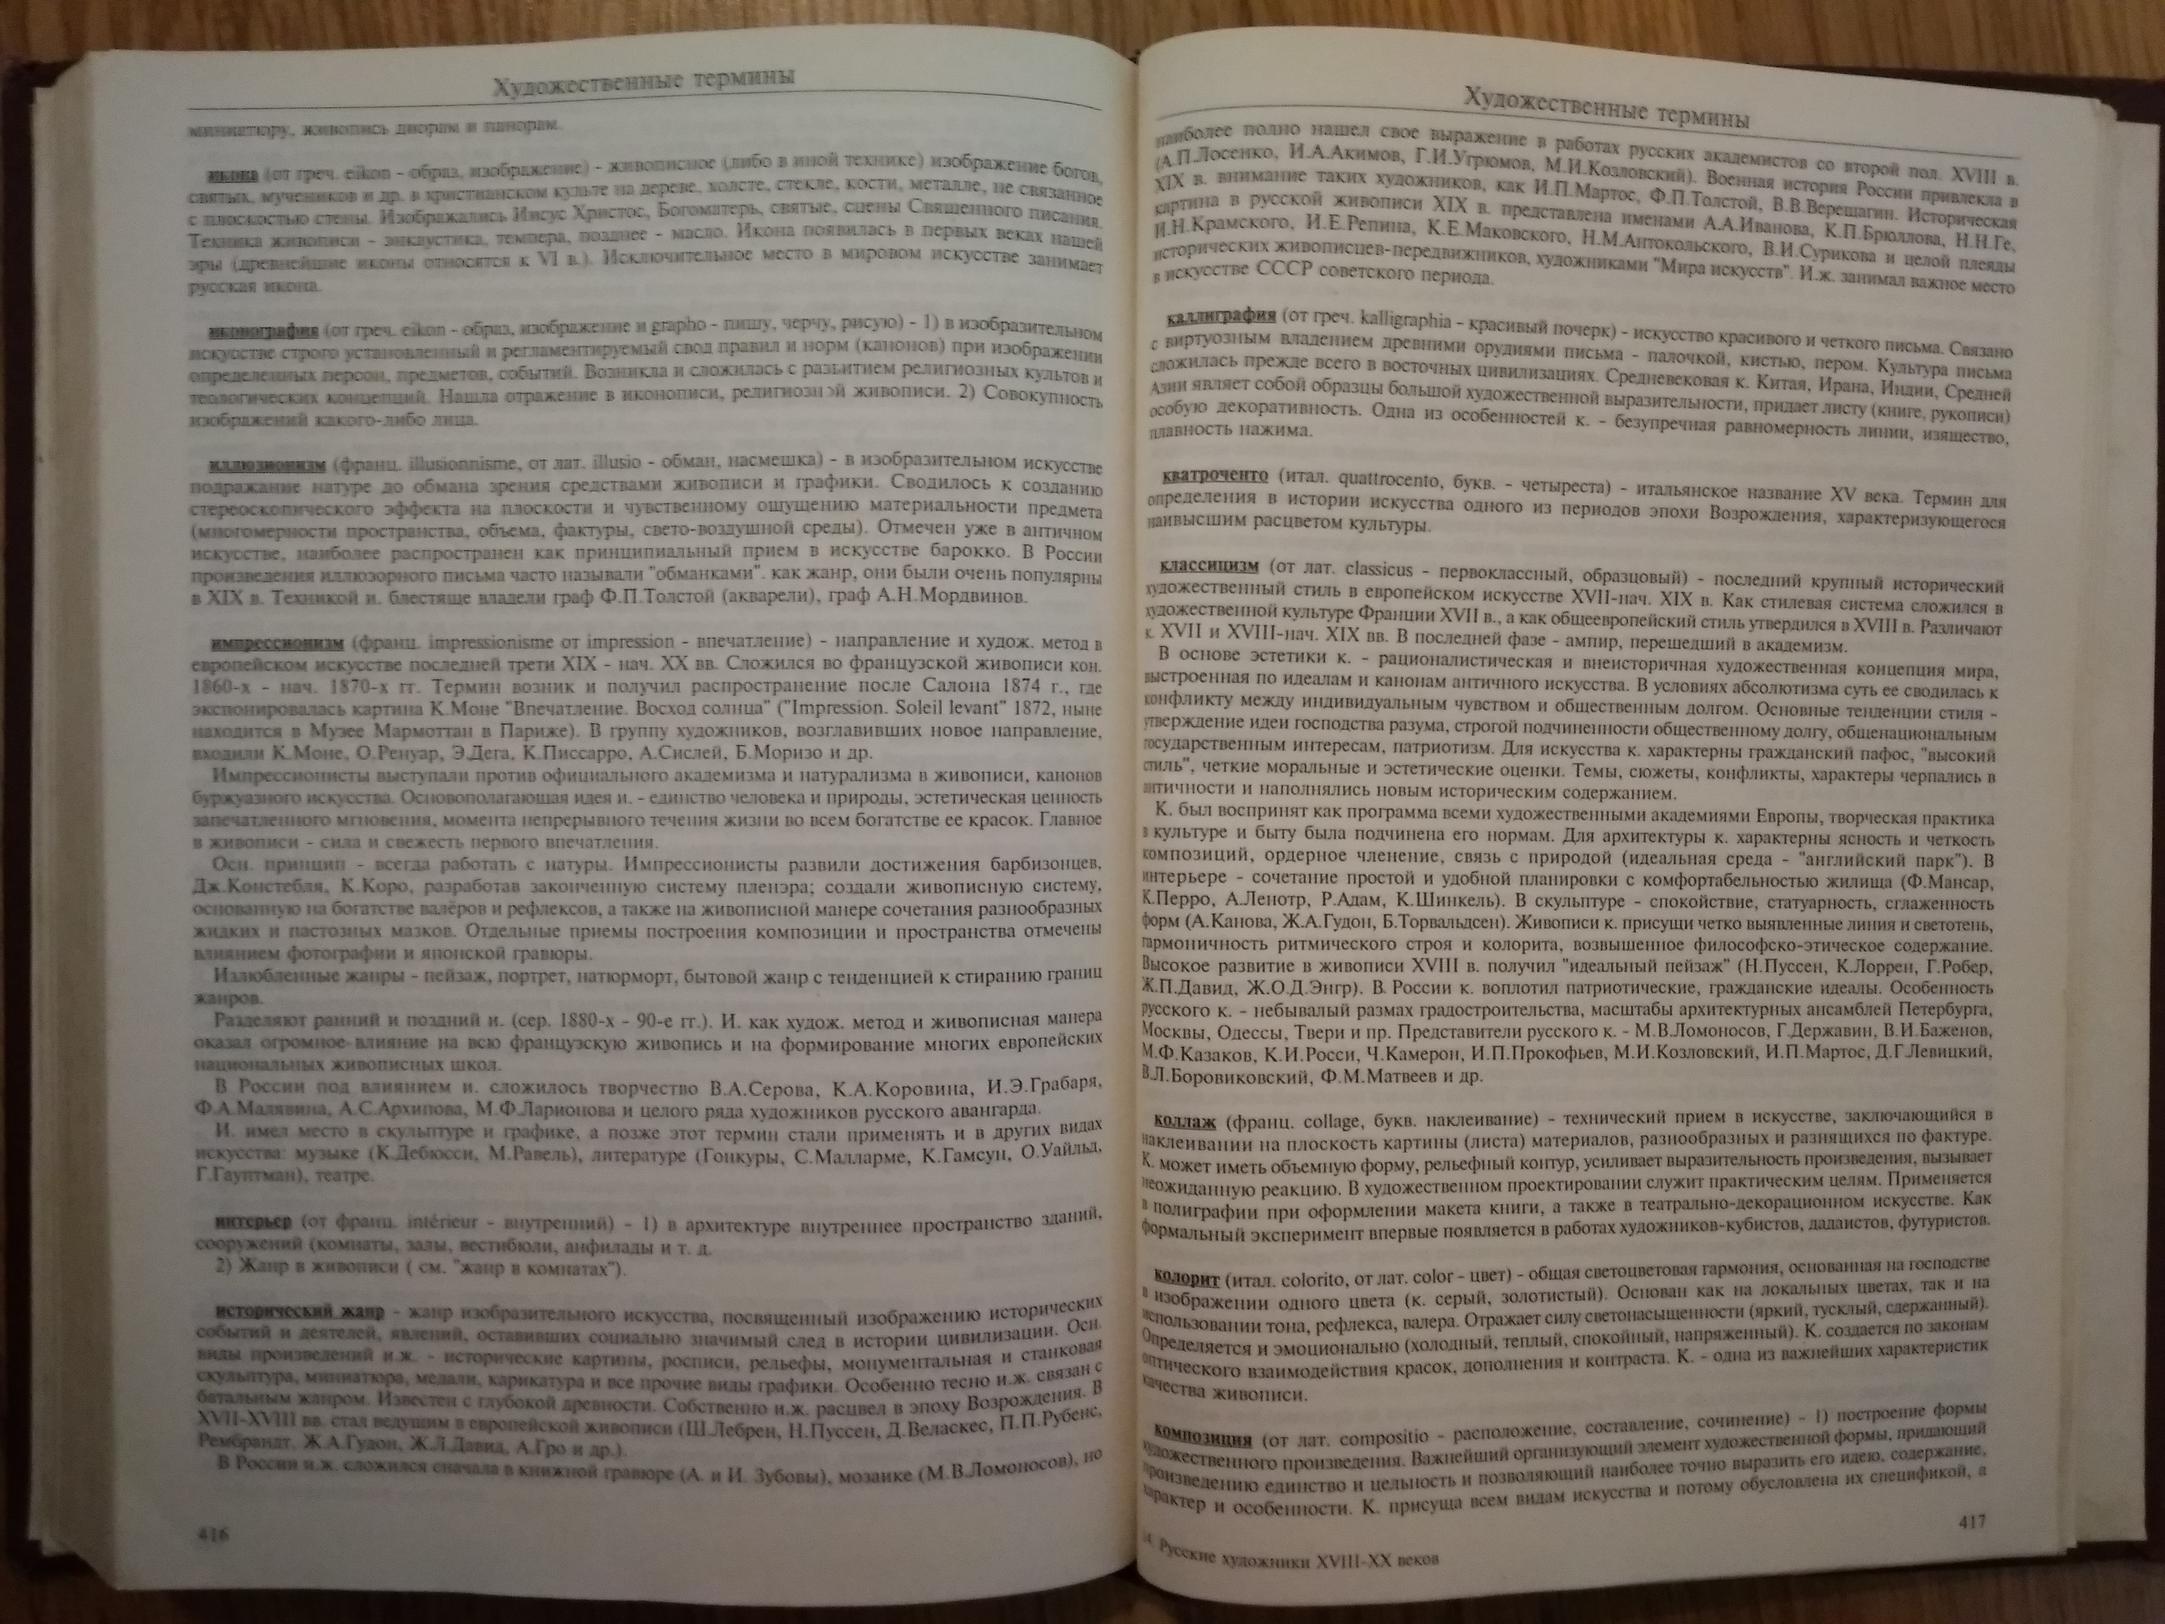 Художественные термины
миниатюру, живопись диорам и панорам.
икона (от греч. eikon - образ, изображение) - живописное (либо в иной технике) изображение богов,
святых, мучеников и др. в христианском культе на дереве, холсте, стекле, кости, металле, не связанное
с плоскостью стены. Изображались Иисус Христос, Богоматерь, святые, сцены Священного писания.
Техника живописи - энкаустика, темпера, позднее - масло. Икона появилась в первых веках нашей
эры (древнейшие иконы относятся к VI в.). Исключительное место в мировом искусстве занимает
русская икона.
иконография (от греч. eikon - образ, изображение и grapho - пишу, черчу, рисую) - 1) в изобразительном
искусстве строго установленный и регламентируемый свод правил и норм (канонов) при изображении
определенных персон, предметов, событий. Возникла и сложилась с развитием религиозных культов и
теологических концепций. Нашла отражение в иконописи, религиозной живописи. 2) Совокупность
изображений какого-либо лица.
иллюзионизм (франц. illusionnisme, от лат. illusio - обман, насмешка) - в изобразительном искусстве
подражание натуре до обмана зрения средствами живописи и графики. Сводилось к созданию
стереоскопического эффекта на плоскости и чувственному ощущению материальности предмета
(многомерности пространства, объема, фактуры, свето-воздушной среды). Отмечен уже в античном
искусстве, наиболее распространен как принципиальный прием в искусстве барокко. В России
произведения иллюзорного письма часто называли "обманками". как жанр, они были очень популярны
в XIX в. Техникой и. блестяще владели граф Ф.П.Толстой (акварели), граф А.Н.Мордвинов.
импрессионизм (франц. impressionisme от impression - впечатление) - направление и худож. метод в
европейском искусстве последней трети XIX - нач. XX вв. Сложился во французской живописи кон.
1860-х - нач. 1870-х гг. Термин возник и получил распространение после Салона 1874 г., где
экспонировалась картина К.Моне "Впечатление. Восход солнца" ("Impression. Soleil levant" 1872, ныне
находится в Музее Мармоттан в Париже). В группу художников, возглавивших новое направление,
входили К.Моне, О.Ренуар, Э.Дега, К.Писсарро, А.Сислей, Б.Моризо и др.
Импрессионисты выступали против официального академизма и натурализма в живописи, канонов
буржуазного искусства. Основополагающая идея и. - единство человека и природы, эстетическая ценность
запечатленного мгновения, момента непрерывного течения жизни во всем богатстве ее красок. Главное
в живописи - сила и свежесть первого впечатления.
Осн. принцип - всегда работать с натуры. Импрессионисты развили достижения барбизонцев,
Дж.Констебля, К.Коро, разработав законченную систему пленэра; создали живописную систему,
основанную на богатстве валёров и рефлексов, а также на живописной манере сочетания разнообразных
жидких и пастозных мазков. Отдельные приемы построения композиции и пространства отмечены
влиянием фотографии и японской гравюры.
Излюбленные жанры - пейзаж, портрет, натюрморт, бытовой жанр с тенденцией к стиранию границ
жанров.
Разделяют ранний и поздний и. (сер. 1880-х - 90-е гг.). И. как худож. метод и живописная манера
оказал огромное влияние на всю французскую живопись и на формирование многих европейских
национальных живописных школ.
В России под влиянием и. сложилось творчество В.А.Серова, К.А.Коровина, И.Э.Грабаря,
Ф.А.Малявина, А.С.Архипова, М.Ф.Ларионова и целого ряда художников русского авангарда.
И. имел место в скульптуре и графике, а позже этот термин стали применять и в других видах
искусства: музыке (К.Дебюсси, М.Равель), литературе (Гонкуры, С.Малларме, К.Гамсун, О.Уайльд,
Г.Гауптман), театре.
интерьер (от франц. intérieur - внутренний) - 1) в архитектуре внутреннее пространство зданий,
сооружений (комнаты, залы, вестибюли, анфилады и т. д.
2) Жанр в живописи ( см. "жанр в комнатах").
исторический жанр - жанр изобразительного искусства, посвященный изображению исторических
событий и деятелей, явлений, оставивших социально значимый след в истории цивилизации. Осн.
виды произведений и.ж. - исторические картины, росписи, рельефы, монументальная и станковая
скульптура, миниатюра, медали, карикатура и все прочие виды графики. Особенно тесно и.ж. связан с
батальным жанром. Известен с глубокой древности. Собственно и.ж. расцвел в эпоху Возрождения. В
XVII-XVIII вв. стал ведущим в европейской живописи (Ш.Лебрен, Н.Пуссен, Д.Веласкес, П.П.Рубенс,
Рембрандт, Ж.А.Гудон, Ж.Л.Давид, А.Гро и др.).
В России и.ж. сложился сначала в книжной гравюре (А. и И. Зубовы), мозаике (М.В.Ломоносов), но
416
Художественные термины
наиболее полно нашел свое выражение в работах русских академистов со второй пол. XVIII в.
(А.П.Лосенко, И.А.Акимов, Г.И.Угрюмов, М.И.Козловский). Военная история России привлекла в
XIX в. внимание таких художников, как И.П.Мартос, Ф.П.Толстой, В.В.Верещагин. Историческая
картина в русской живописи XIX в. представлена именами А.А.Иванова, К.П.Брюллова, Н.Н.Ге,
И.Н.Крамского, И.Е.Репина, К.Е.Маковского, Н.М.Антокольского, В.И.Сурикова и целой плеяды
исторических живописцев-передвижников, художниками "Мира искусств". И.ж. занимал важное место
в искусстве СССР советского периода.
каллиграфия (от греч. kalligraphia - красивый почерк) - искусство красивого и четкого письма. Связано
с виртуозным владением древними орудиями письма - палочкой, кистью, пером. Культура письма
сложилась прежде всего в восточных цивилизациях. Средневековая к. Китая, Ирана, Индии, Средней
Азии являет собой образцы большой художественной выразительности, придает листу (книге, рукописи)
особую декоративность. Одна из особенностей к. - безупречная равномерность линии, изящество,
плавность нажима.
кватроченто (итал. quattrocento, букв. - четыреста) - итальянское название XV века. Термин для
определения в истории искусства одного из периодов эпохи Возрождения, характеризующегося
наивысшим расцветом культуры.
классицизм (от лат. classicus - первоклассный, образцовый) - последний крупный исторический
художественный стиль в европейском искусстве XVII-нач. XIX в. Как стилевая система сложился в
художественной культуре Франции XVII в., а как общеевропейский стиль утвердился в XVIII в. Различают
к. XVII и XVIII-нач. XIX вв. В последней фазе - ампир, перешедший в академизм.
В основе эстетики к. - рационалистическая и внеисторичная художественная концепция мира,
выстроенная по идеалам и канонам античного искусства. В условиях абсолютизма суть ее сводилась к
конфликту между индивидуальным чувством и общественным долгом. Основные тенденции стиля -
утверждение идеи господства разума, строгой подчиненности общественному долгу, общенациональным
государственным интересам, патриотизм. Для искусства к. характерны гражданский пафос, "высокий
стиль", четкие моральные и эстетические оценки. Темы, сюжеты, конфликты, характеры черпались в
античности и наполнялись новым историческим содержанием.
К. был воспринят как программа всеми художественными академиями Европы, творческая практика
в культуре и быту была подчинена его нормам. Для архитектуры к. характерны ясность и четкость
композиций, ордерное членение, связь с природой (идеальная среда - "английский парк"). В
интерьере - сочетание простой и удобной планировки с комфортабельностью жилища (Ф.Мансар,
К.Перро, А.Ленотр, Р.Адам, К.Шинкель). В скульптуре - спокойствие, статуарность, сглаженность
форм (А.Канова, Ж.А.Гудон, Б.Торвальдсен). Живописи к. присущи четко выявленные линия и светотень,
гармоничность ритмического строя и колорита, возвышенное философско-этическое содержание.
Высокое развитие в живописи XVIII в. получил "идеальный пейзаж" (Н.Пуссен, К.Лоррен, Г.Робер,
Ж.П.Давид, Ж.О.Д.Энгр). В России к. воплотил патриотические, гражданские идеалы. Особенность
русского к. - небывалый размах градостроительства, масштабы архитектурных ансамблей Петербурга,
Москвы, Одессы, Твери и пр. Представители русского к. - М.В.Ломоносов, Г.Державин, В.И.Баженов,
М.Ф.Казаков, К.И.Росси, Ч.Камерон, И.П.Прокофьев, М.И.Козловский, И.П.Мартос, Д.Г.Левицкий,
В.Л.Боровиковский, Ф.М.Матвеев и др.
коллаж (франц. collage, букв. наклеивание) - технический прием в искусстве, заключающийся в
наклеивании на плоскость картины (листа) материалов, разнообразных и разнящихся по фактуре.
К. может иметь объемную форму, рельефный контур, усиливает выразительность произведения, вызывает
неожиданную реакцию. В художественном проектировании служит практическим целям. Применяется
в полиграфии при оформлении макета книги, а также в театрально-декорационном искусстве. Как
формальный эксперимент впервые появляется в работах художников-кубистов, дадаистов, футуристов.
колорит (итал. colorito, от лат. color - цвет) - общая светоцветовая гармония, основанная на господстве
в изображении одного цвета (к. серый, золотистый). Основан как на локальных цветах, так и на
использовании тона, рефлекса, валера. Отражает силу светонасыщенности (яркий, тусклый, сдержанный).
Определяется и эмоционально (холодный, теплый, спокойный, напряженный). К. создается по законам
оптического взаимодействия красок, дополнения и контраста. К. - одна из важнейших характеристик
качества живописи.
композиция (от лат. compositio - расположение, составление, сочинение) - 1) построение формы
художественного произведения. Важнейший организующий элемент художественной формы, придающий
произведению единство и цельность и позволяющий наиболее точно выразить его идею, содержание,
характер и особенности. К. присуща всем видам искусства и потому обусловлена их спецификой, а
417
Русские художники XVIII-XX веков